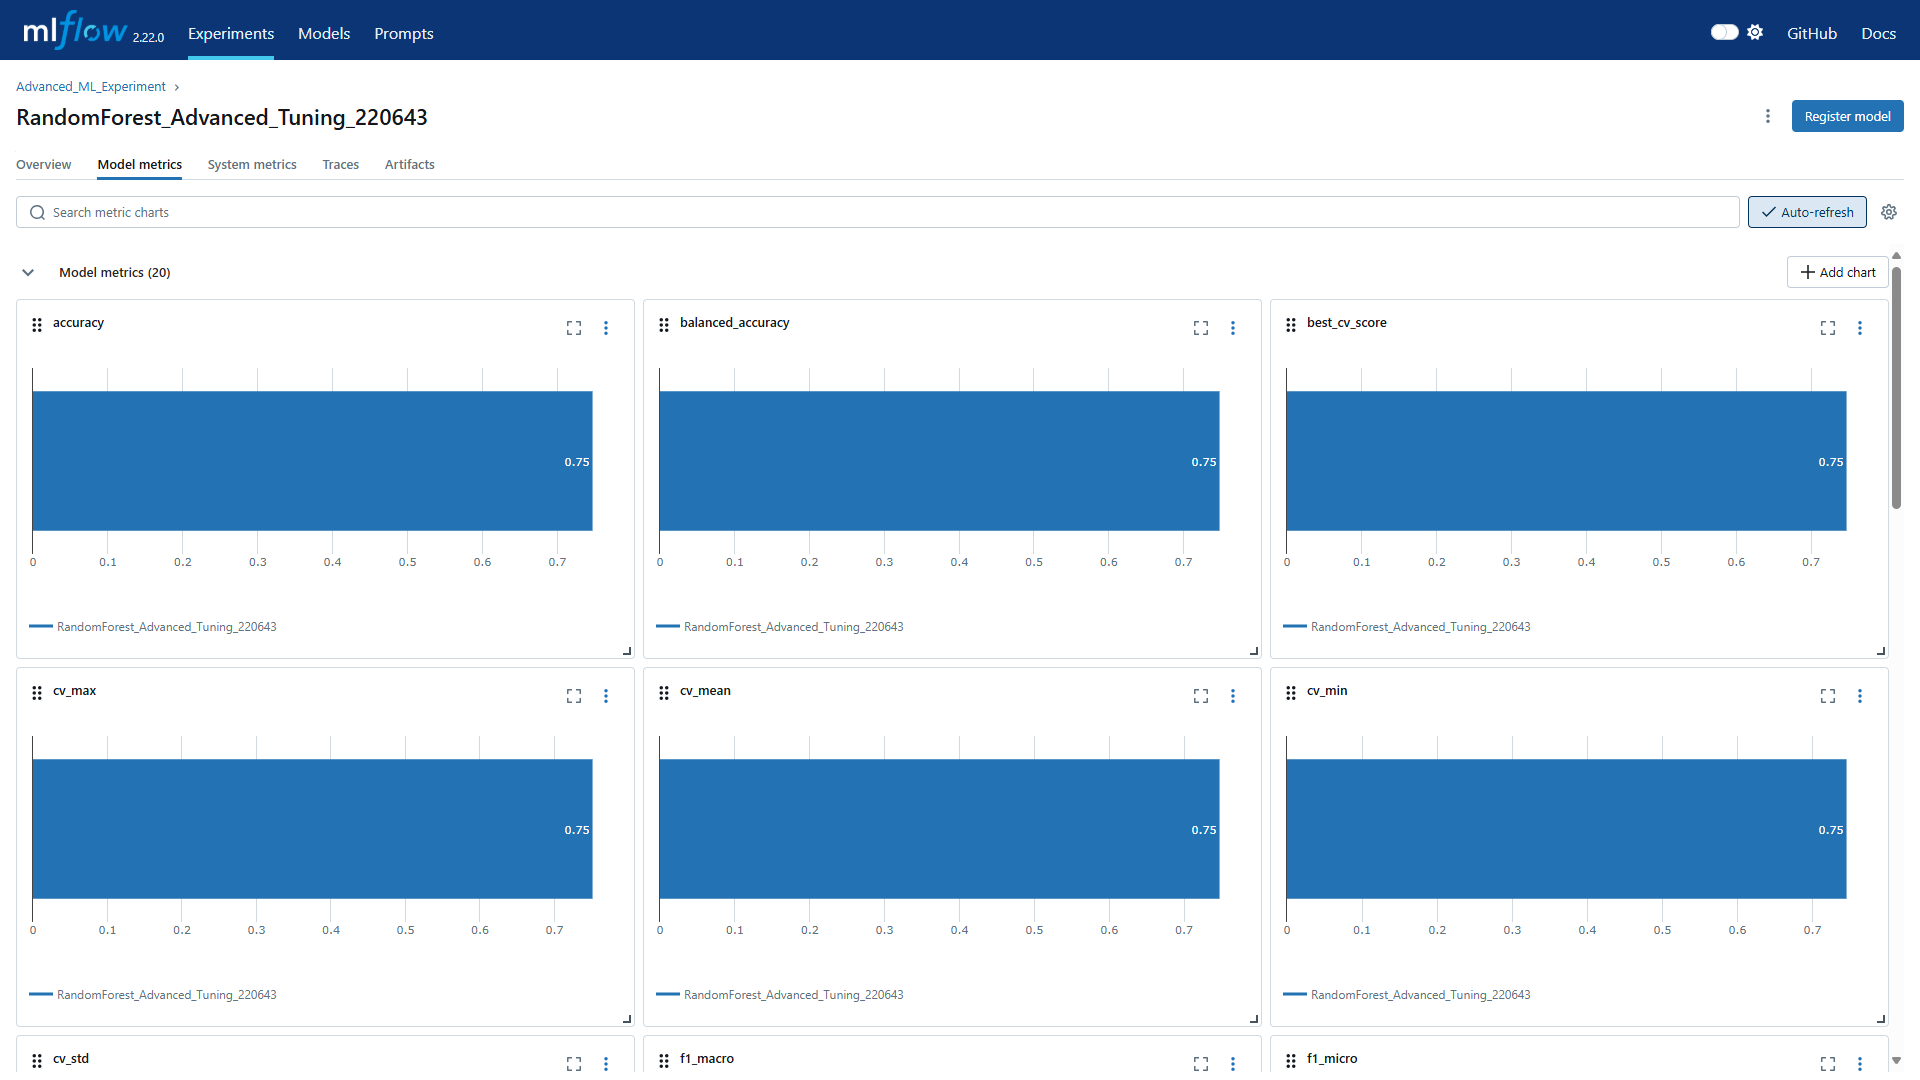 mlflow 2.22.0 Experiments Models Prompts GitHub Docs
Advanced_ML_Experiment
RandomForest_Advanced_Tuning_220643
Register model
Overview Model metrics System metrics Traces Artifacts
Search metric charts Auto-refresh
Model metrics (20) Add chart
accuracy
0.75
0 0.1 0.2 0.3 0.4 0.5 0.6 0.7
RandomForest_Advanced_Tuning_220643
balanced_accuracy
0.75
0 0.1 0.2 0.3 0.4 0.5 0.6 0.7
RandomForest_Advanced_Tuning_220643
best_cv_score
0.75
0 0.1 0.2 0.3 0.4 0.5 0.6 0.7
RandomForest_Advanced_Tuning_220643
cv_max
0.75
0 0.1 0.2 0.3 0.4 0.5 0.6 0.7
RandomForest_Advanced_Tuning_220643
cv_mean
0.75
0 0.1 0.2 0.3 0.4 0.5 0.6 0.7
RandomForest_Advanced_Tuning_220643
cv_min
0.75
0 0.1 0.2 0.3 0.4 0.5 0.6 0.7
RandomForest_Advanced_Tuning_220643
cv_std
f1_macro
f1_micro